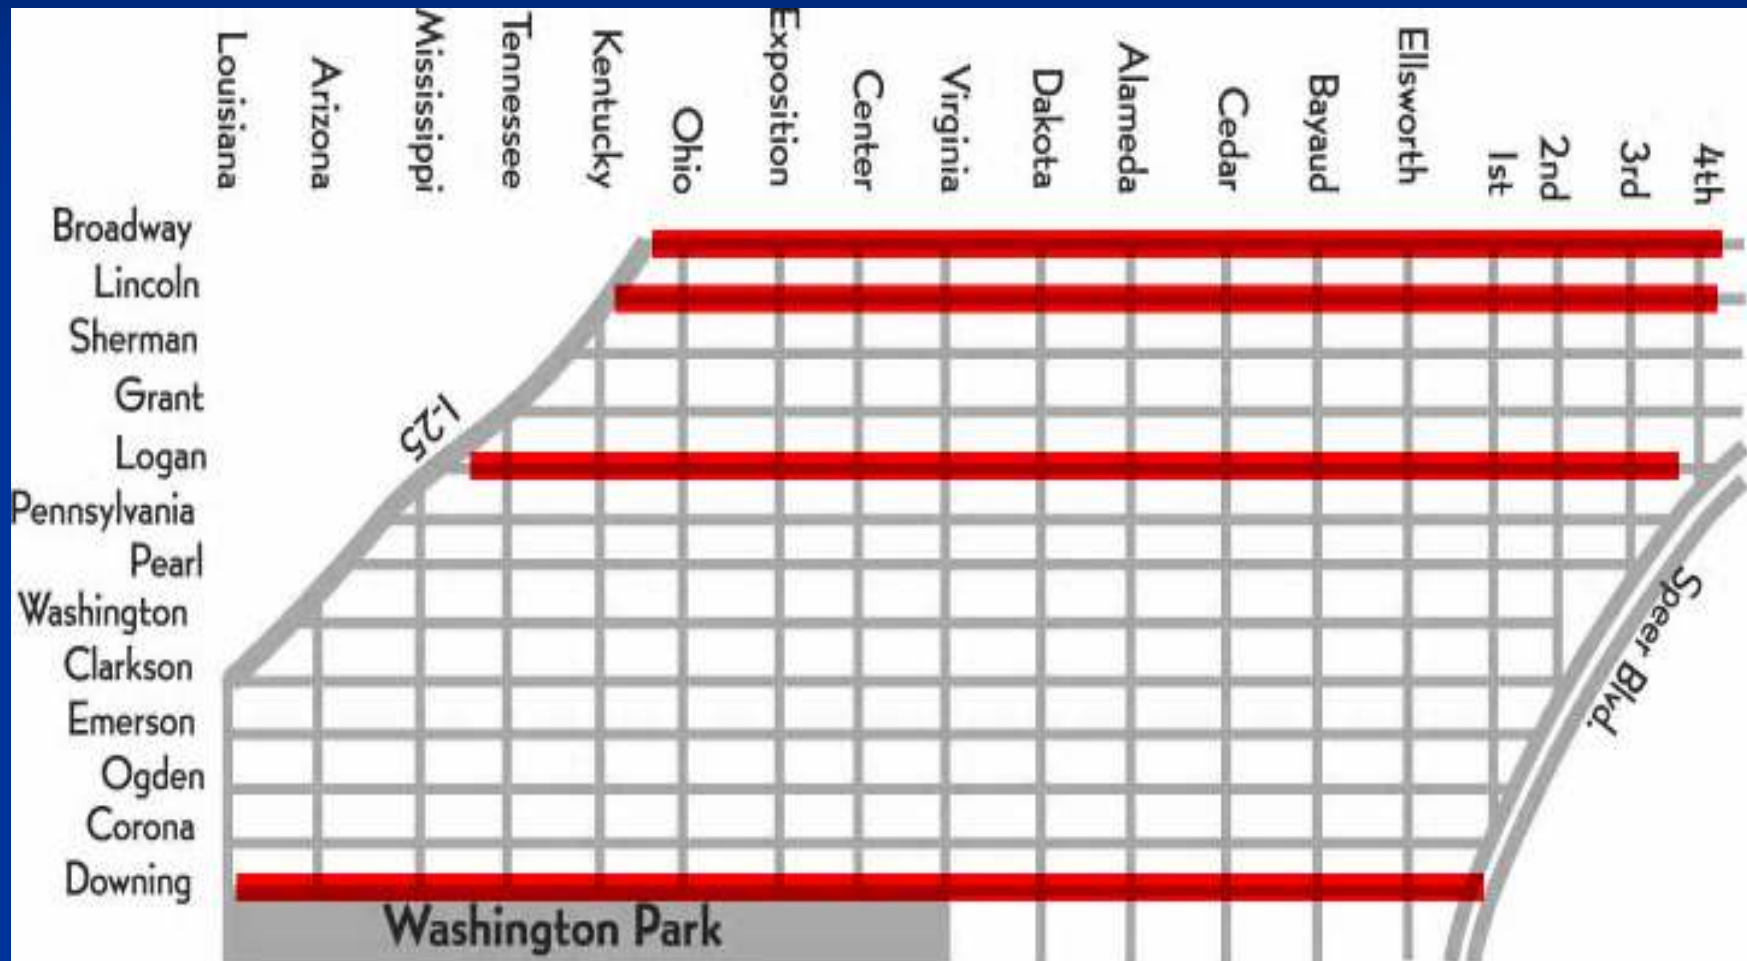 Louisiana
Arizona
Mississippi
Tennessee
Kentucky
Ohio
Exposition
Center
Virginia
Dakota
Alameda
Cedar
Bayaud
Ellsworth
1st
2nd
3rd
4th
Broadway
Lincoln
Sherman
Grant
Logan
Pennsylvania
Pearl
Washington
Clarkson
Emerson
Ogden
Corona
Downing
I-25
Speer Blvd.
Washington Park